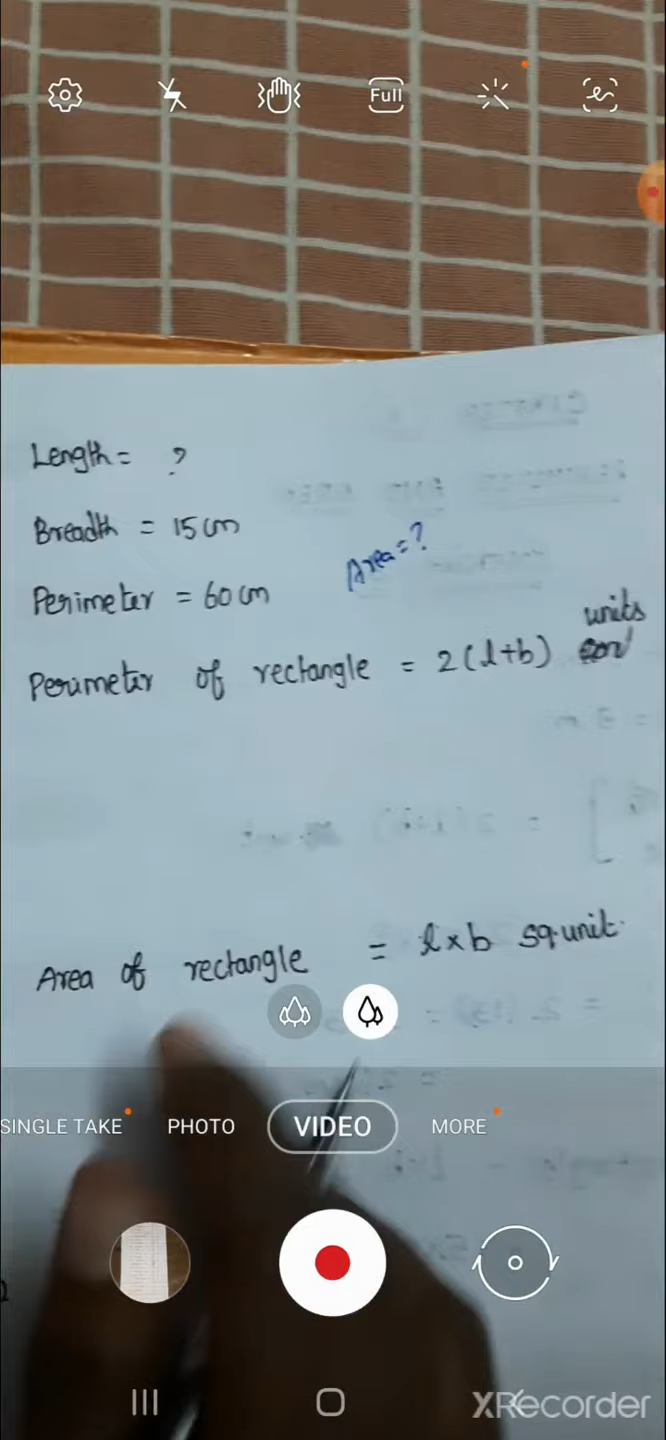 Full
Length = ?
Breadth = 15 cm
Area = ?
Perimeter = 60 cm
units
Perimeter of rectangle = 2(l+b)
Area of rectangle = l×b sq.unit.
SINGLE TAKE
PHOTO
VIDEO
MORE
XRecorder